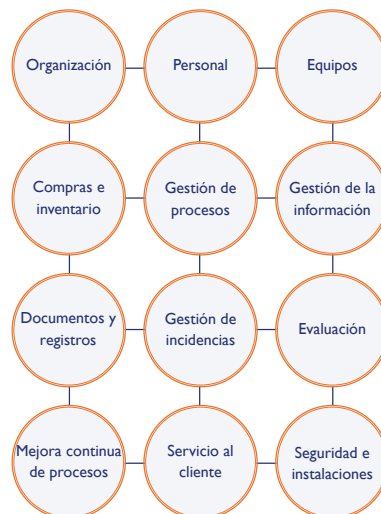 Organización
Personal
Equipos
Compras e
inventario
Gestión de
procesos
Gestión de la
información
Documentos y
registros
Gestión de
incidencias
Evaluación
Mejora continua
de procesos
Servicio al
cliente
Seguridad e
instalaciones